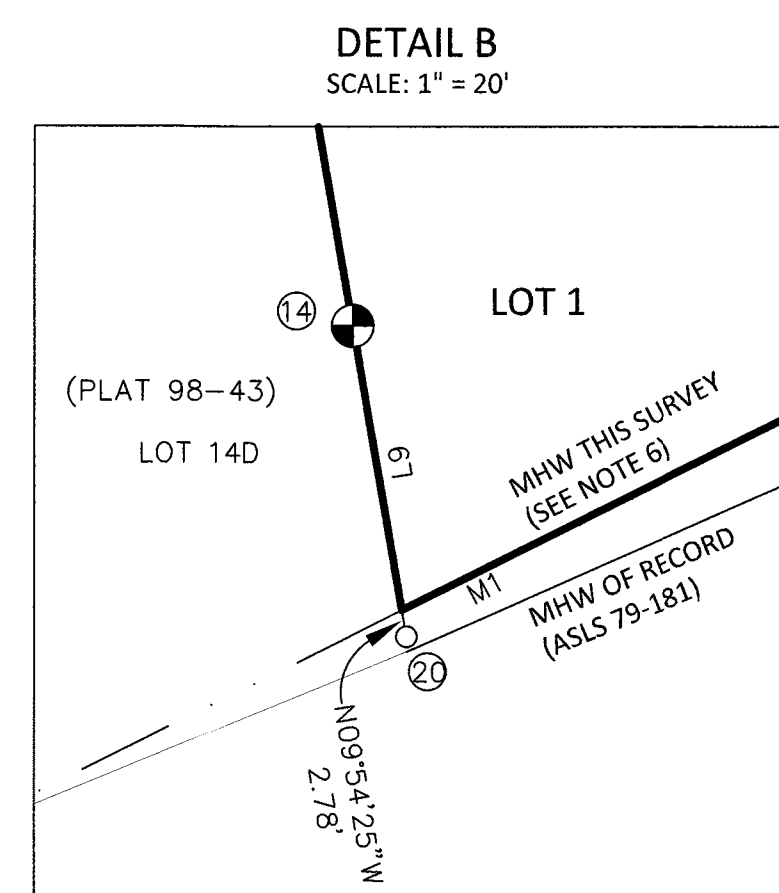 DETAIL B
SCALE: 1" = 20'
14
LOT 1
(PLAT 98-43)
LOT 14D
L9
MHW THIS SURVEY
(SEE NOTE 6)
M1
MHW OF RECORD
(ASLS 79-181)
20
N09°54'25"W
2.78'